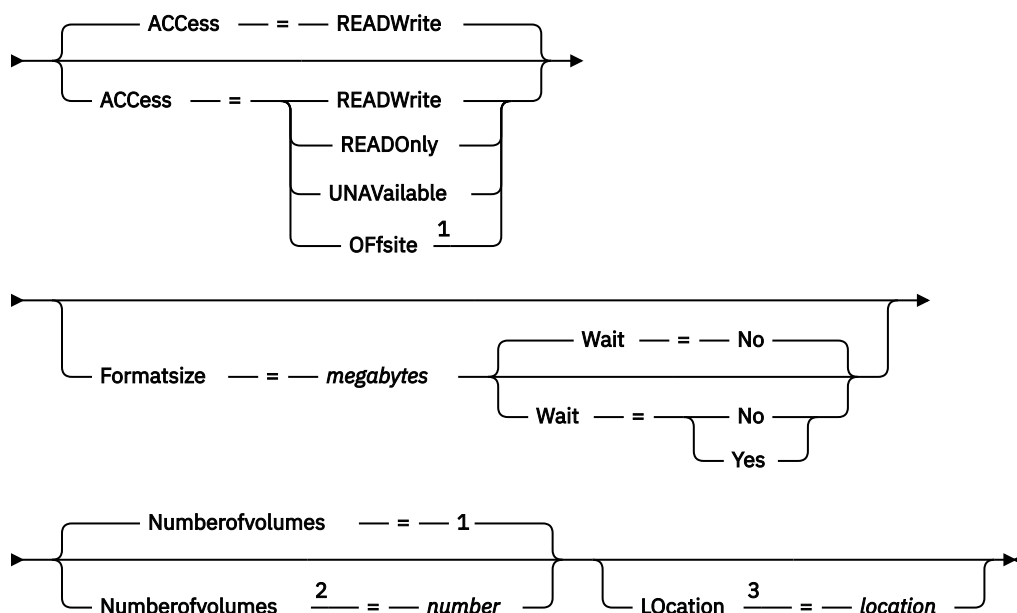 ACCess = READWrite
ACCess = READWrite
READOnly
UNAVailable
OFfsite 1
Wait = No
Formatsize = megabytes
Wait = No
Yes
Numberofvolumes = 1
Numberofvolumes 2 = number LOcation 3 = location